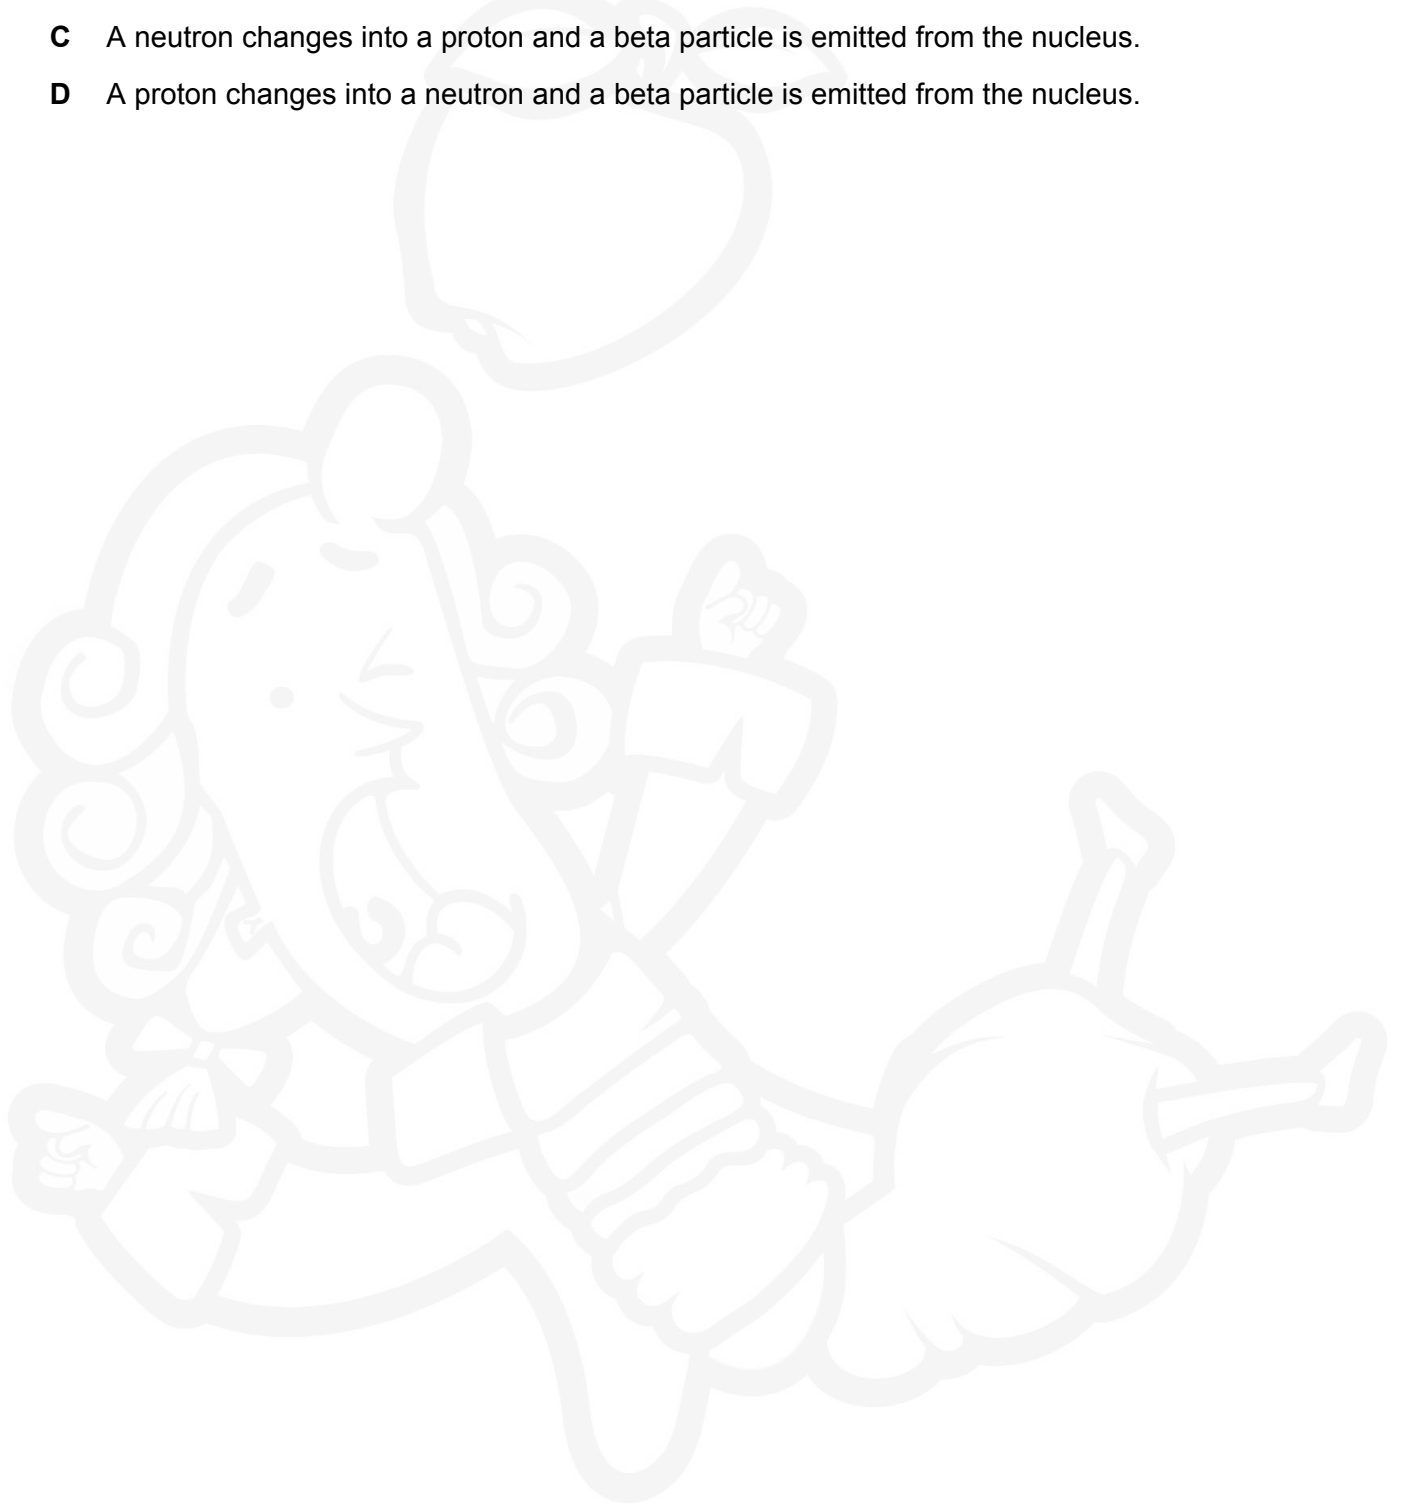 C A neutron changes into a proton and a beta particle is emitted from the nucleus.
D A proton changes into a neutron and a beta particle is emitted from the nucleus.